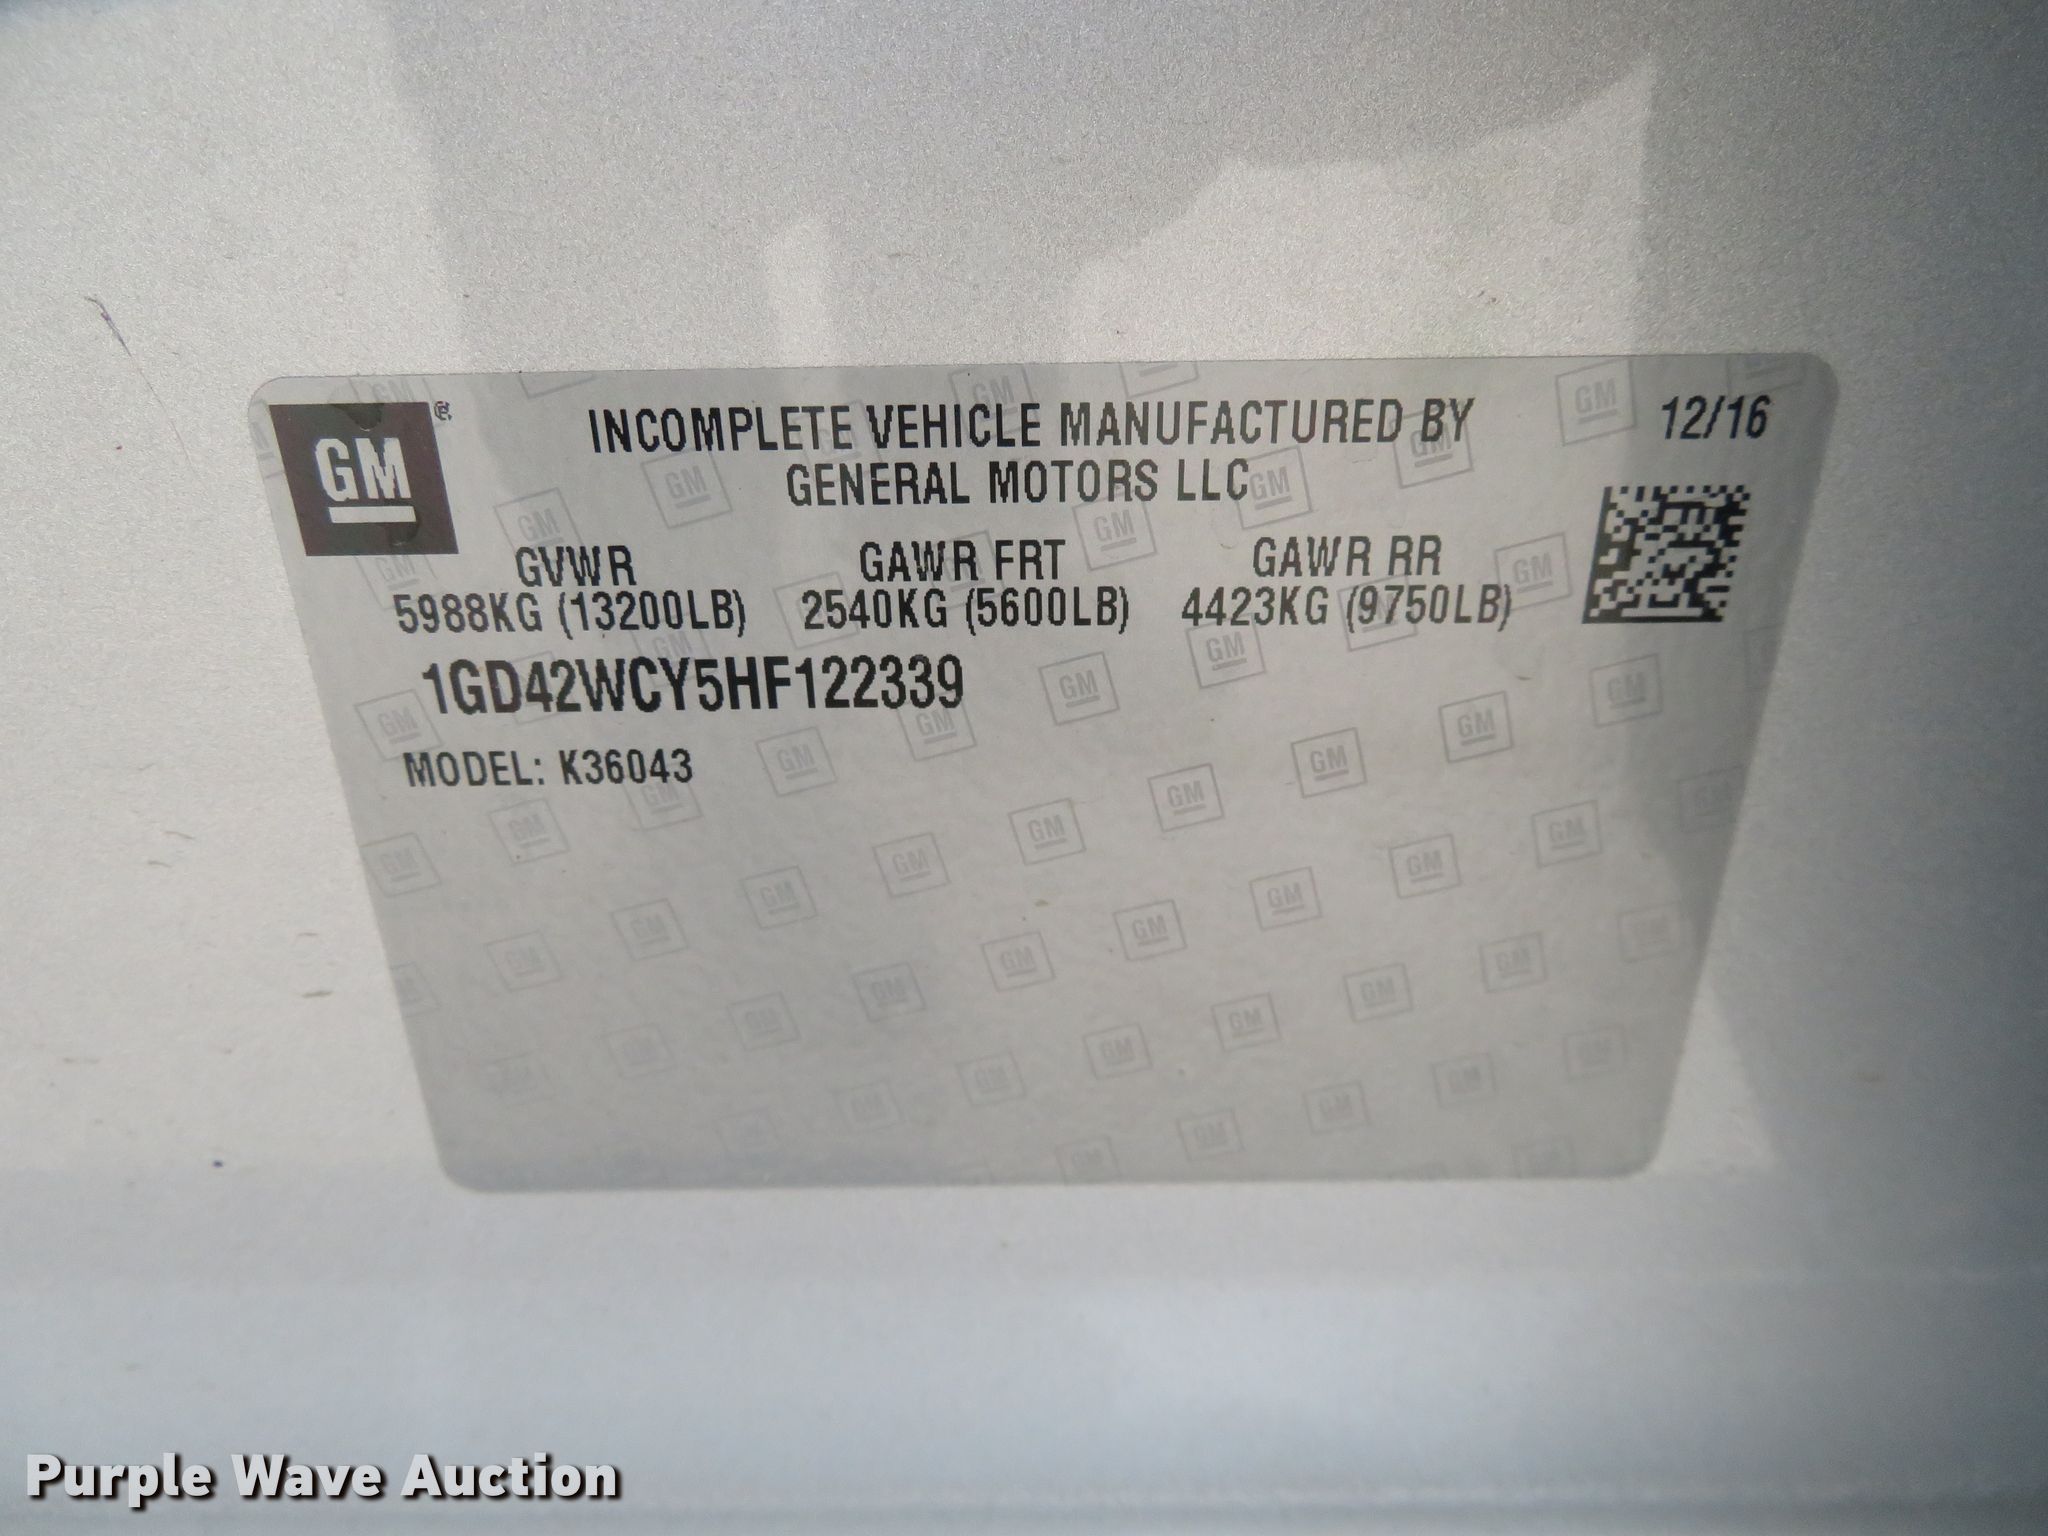 GM
INCOMPLETE VEHICLE MANUFACTURED BY
GENERAL MOTORS LLC
12/16
GVWR GAWR FRT GAWR RR
5988KG (13200LB) 2540KG (5600LB) 4423KG (9750LB)
1GD42WCY5HF122339
MODEL: K36043
Purple Wave Auction